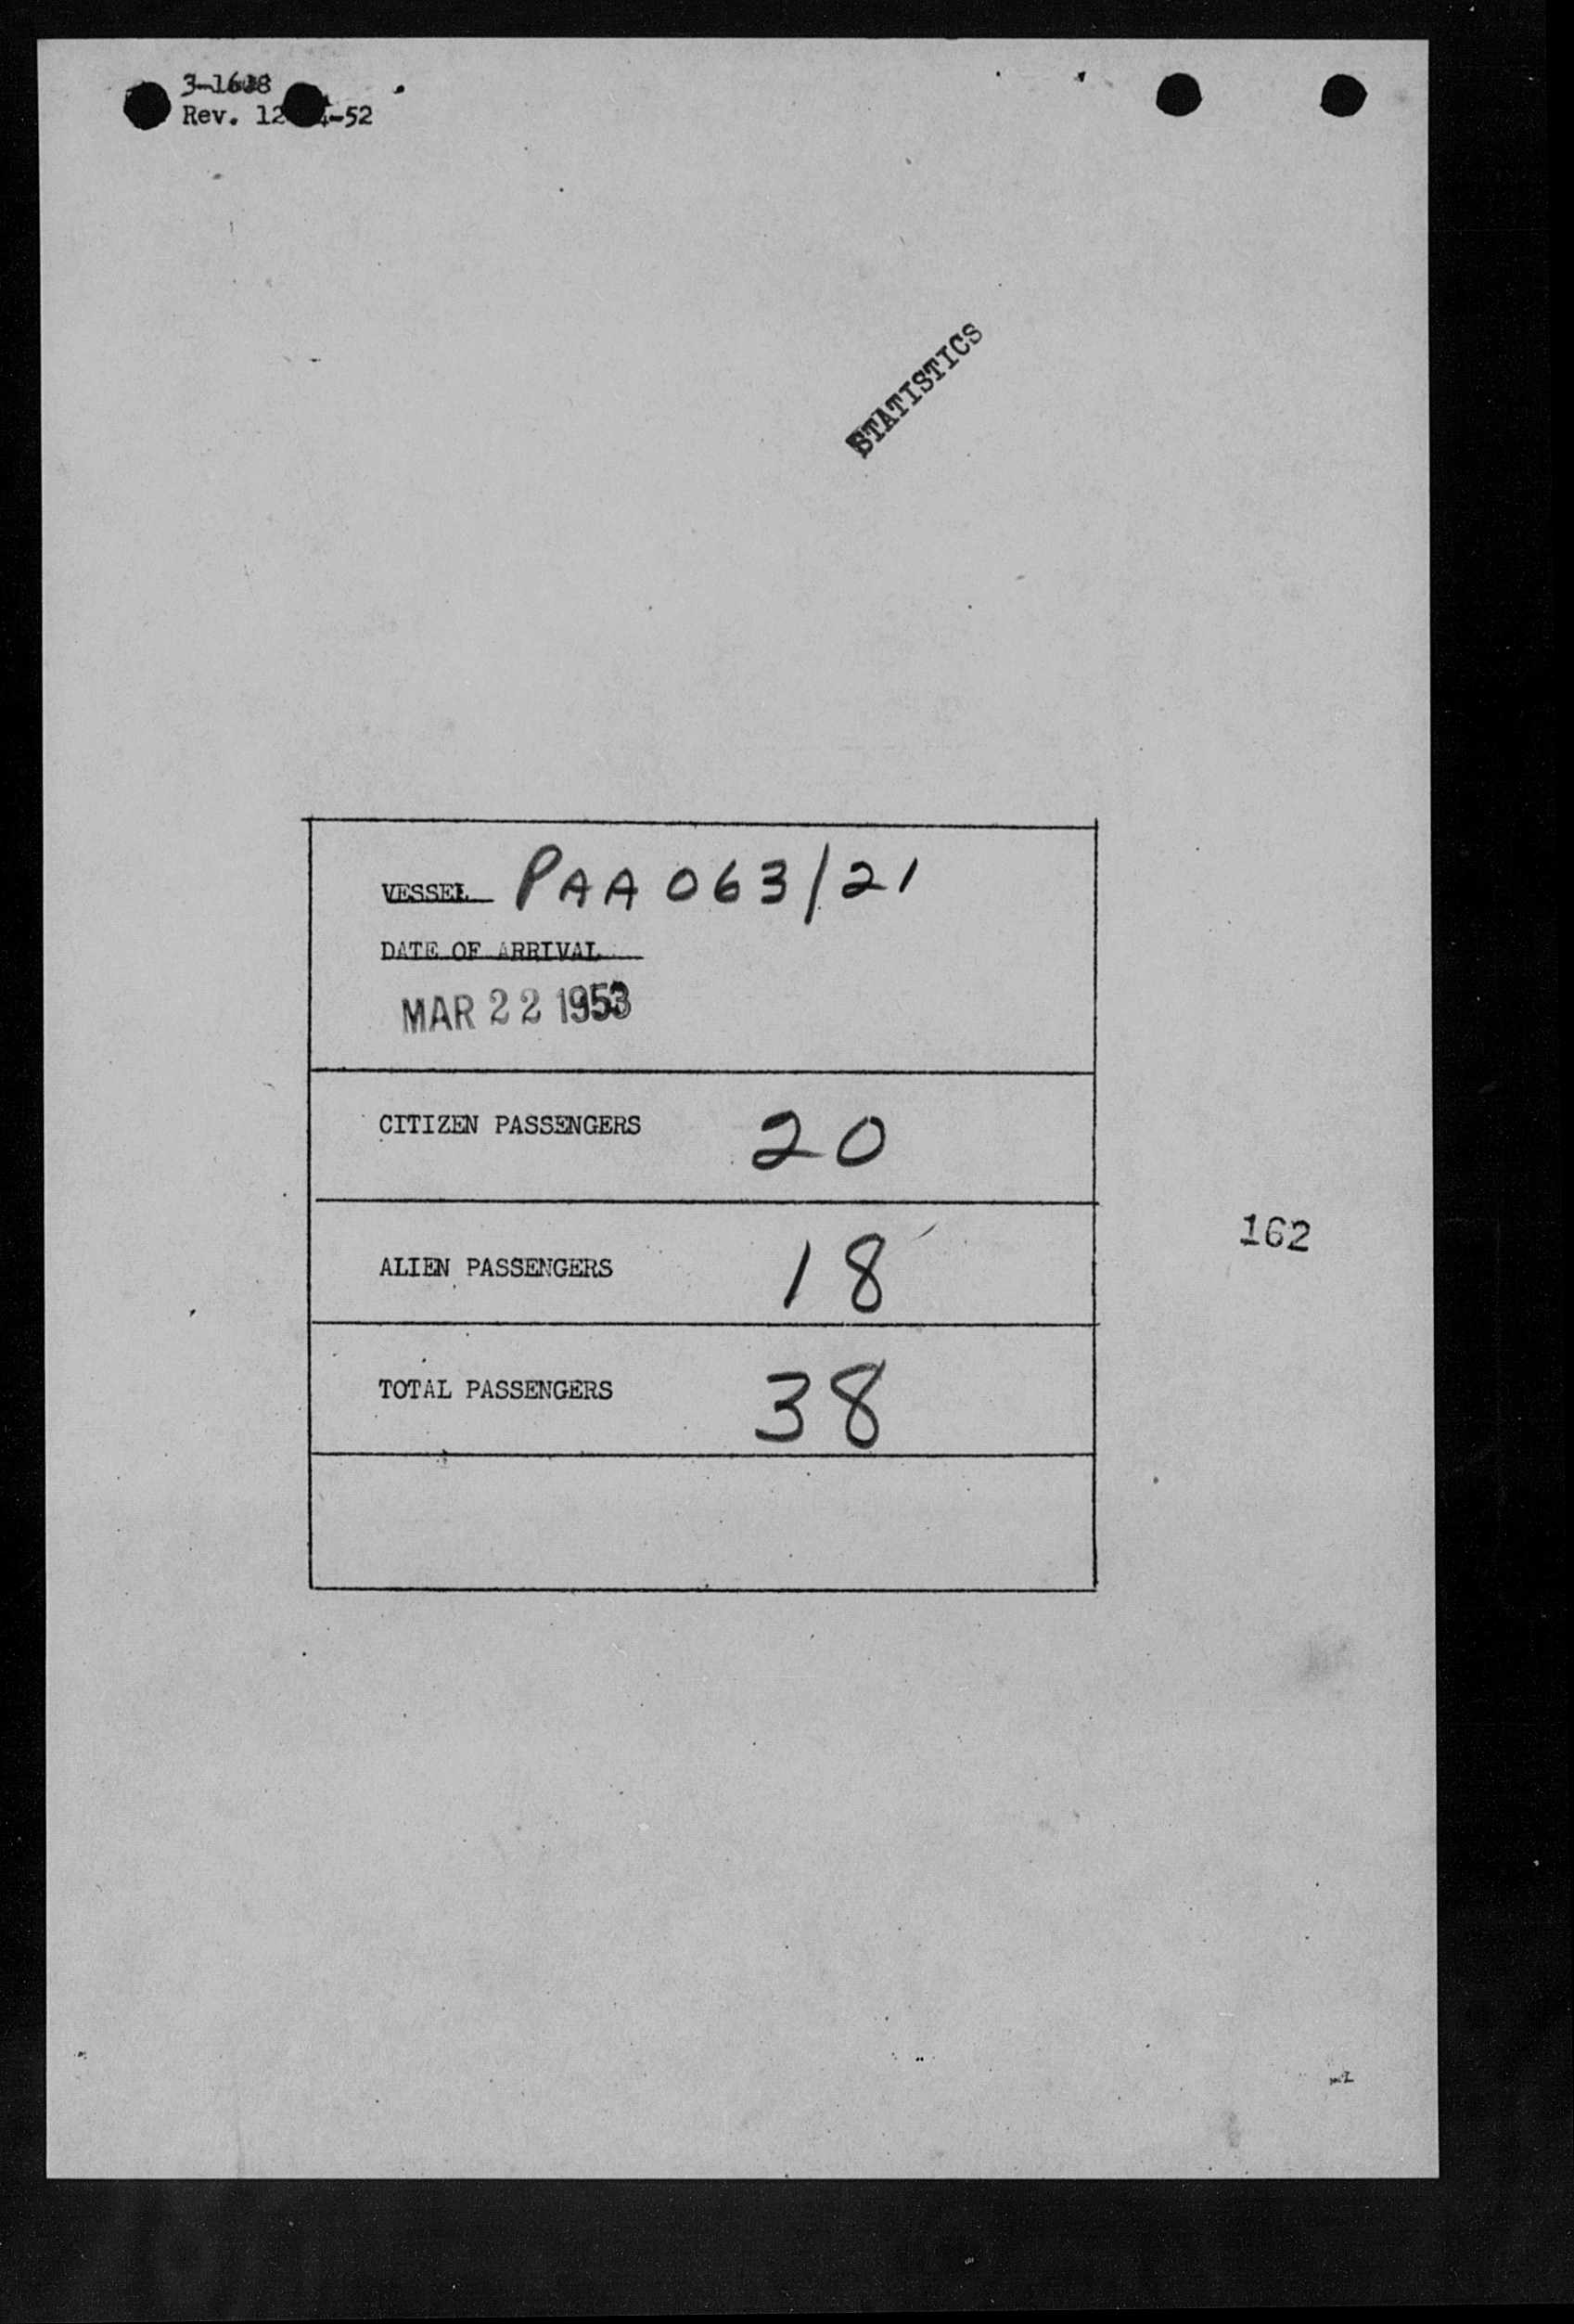 3-1608
Rev. 12-52
STATISTICS
VESSEL PAA 063/21
DATE OF ARRIVAL
MAR 22 1953
CITIZEN PASSENGERS 20
ALIEN PASSENGERS 18
162
TOTAL PASSENGERS 38